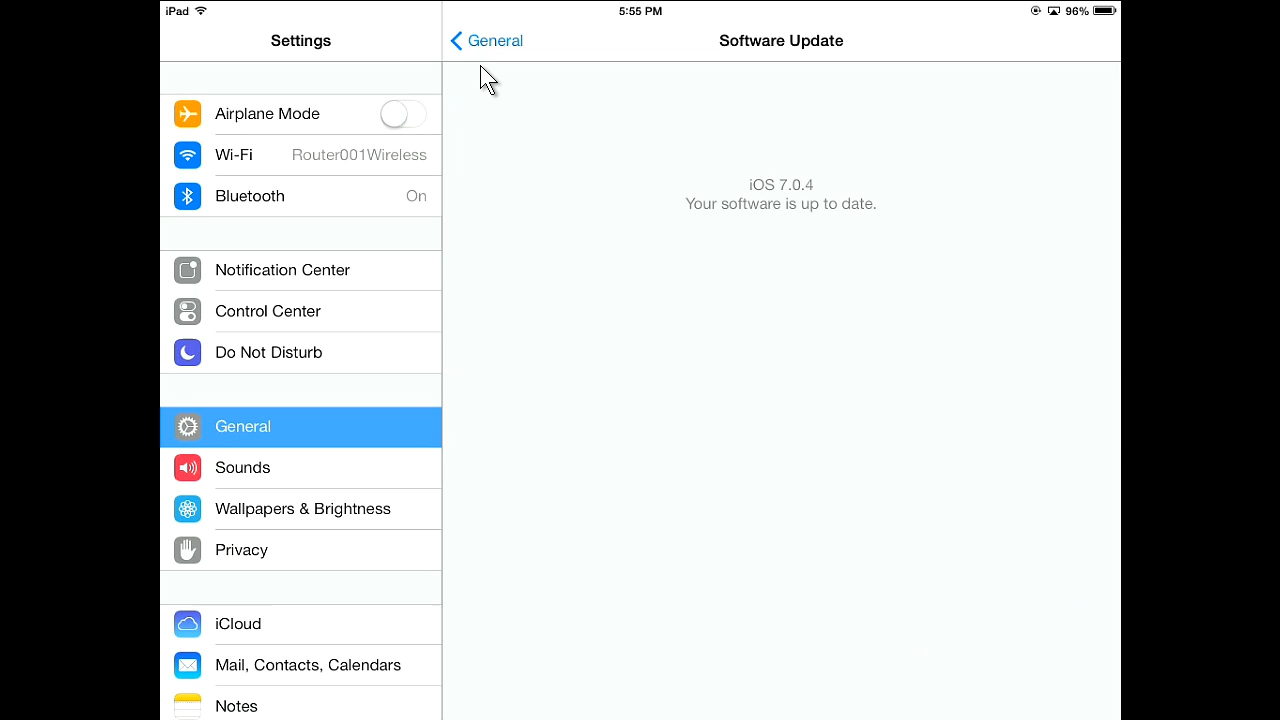 iPad 5:55 PM 96%
Settings
General Software Update
Airplane Mode
Wi-Fi Router001Wireless
Bluetooth On
Notification Center
Control Center
Do Not Disturb
General
Sounds
Wallpapers & Brightness
Privacy
iCloud
Mail, Contacts, Calendars
Notes
iOS 7.0.4
Your software is up to date.